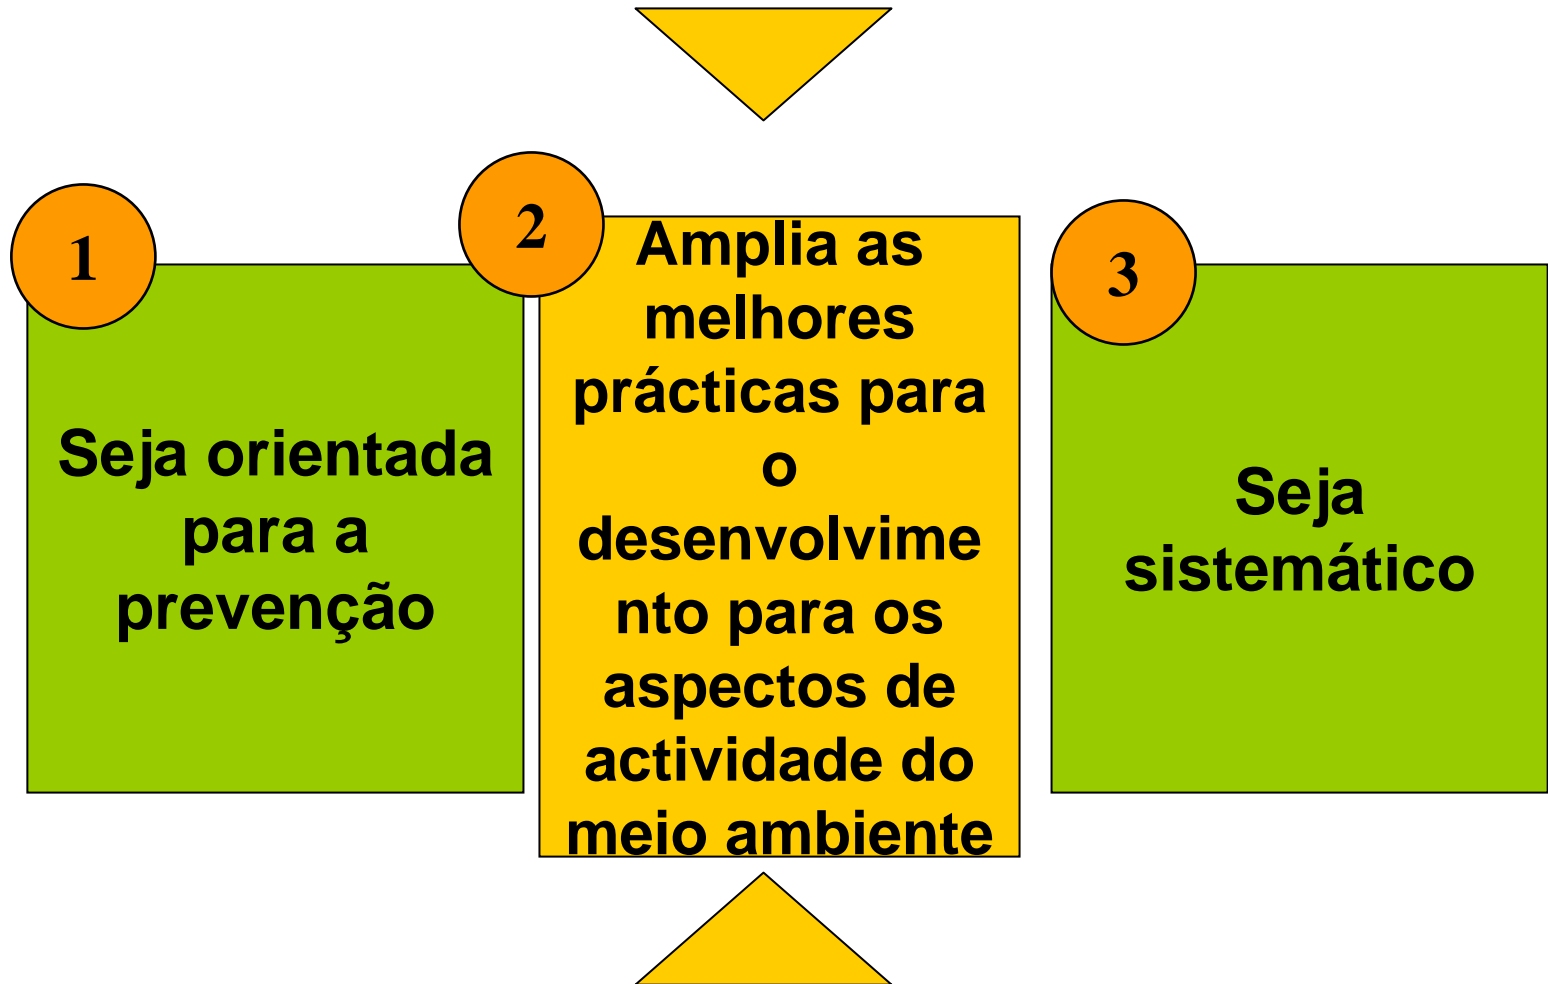 1
Seja orientada
para a
prevenção
2
Amplia as
melhores
prácticas para
o
desenvolvime
nto para os
aspectos de
actividade do
meio ambiente
3
Seja
sistemático